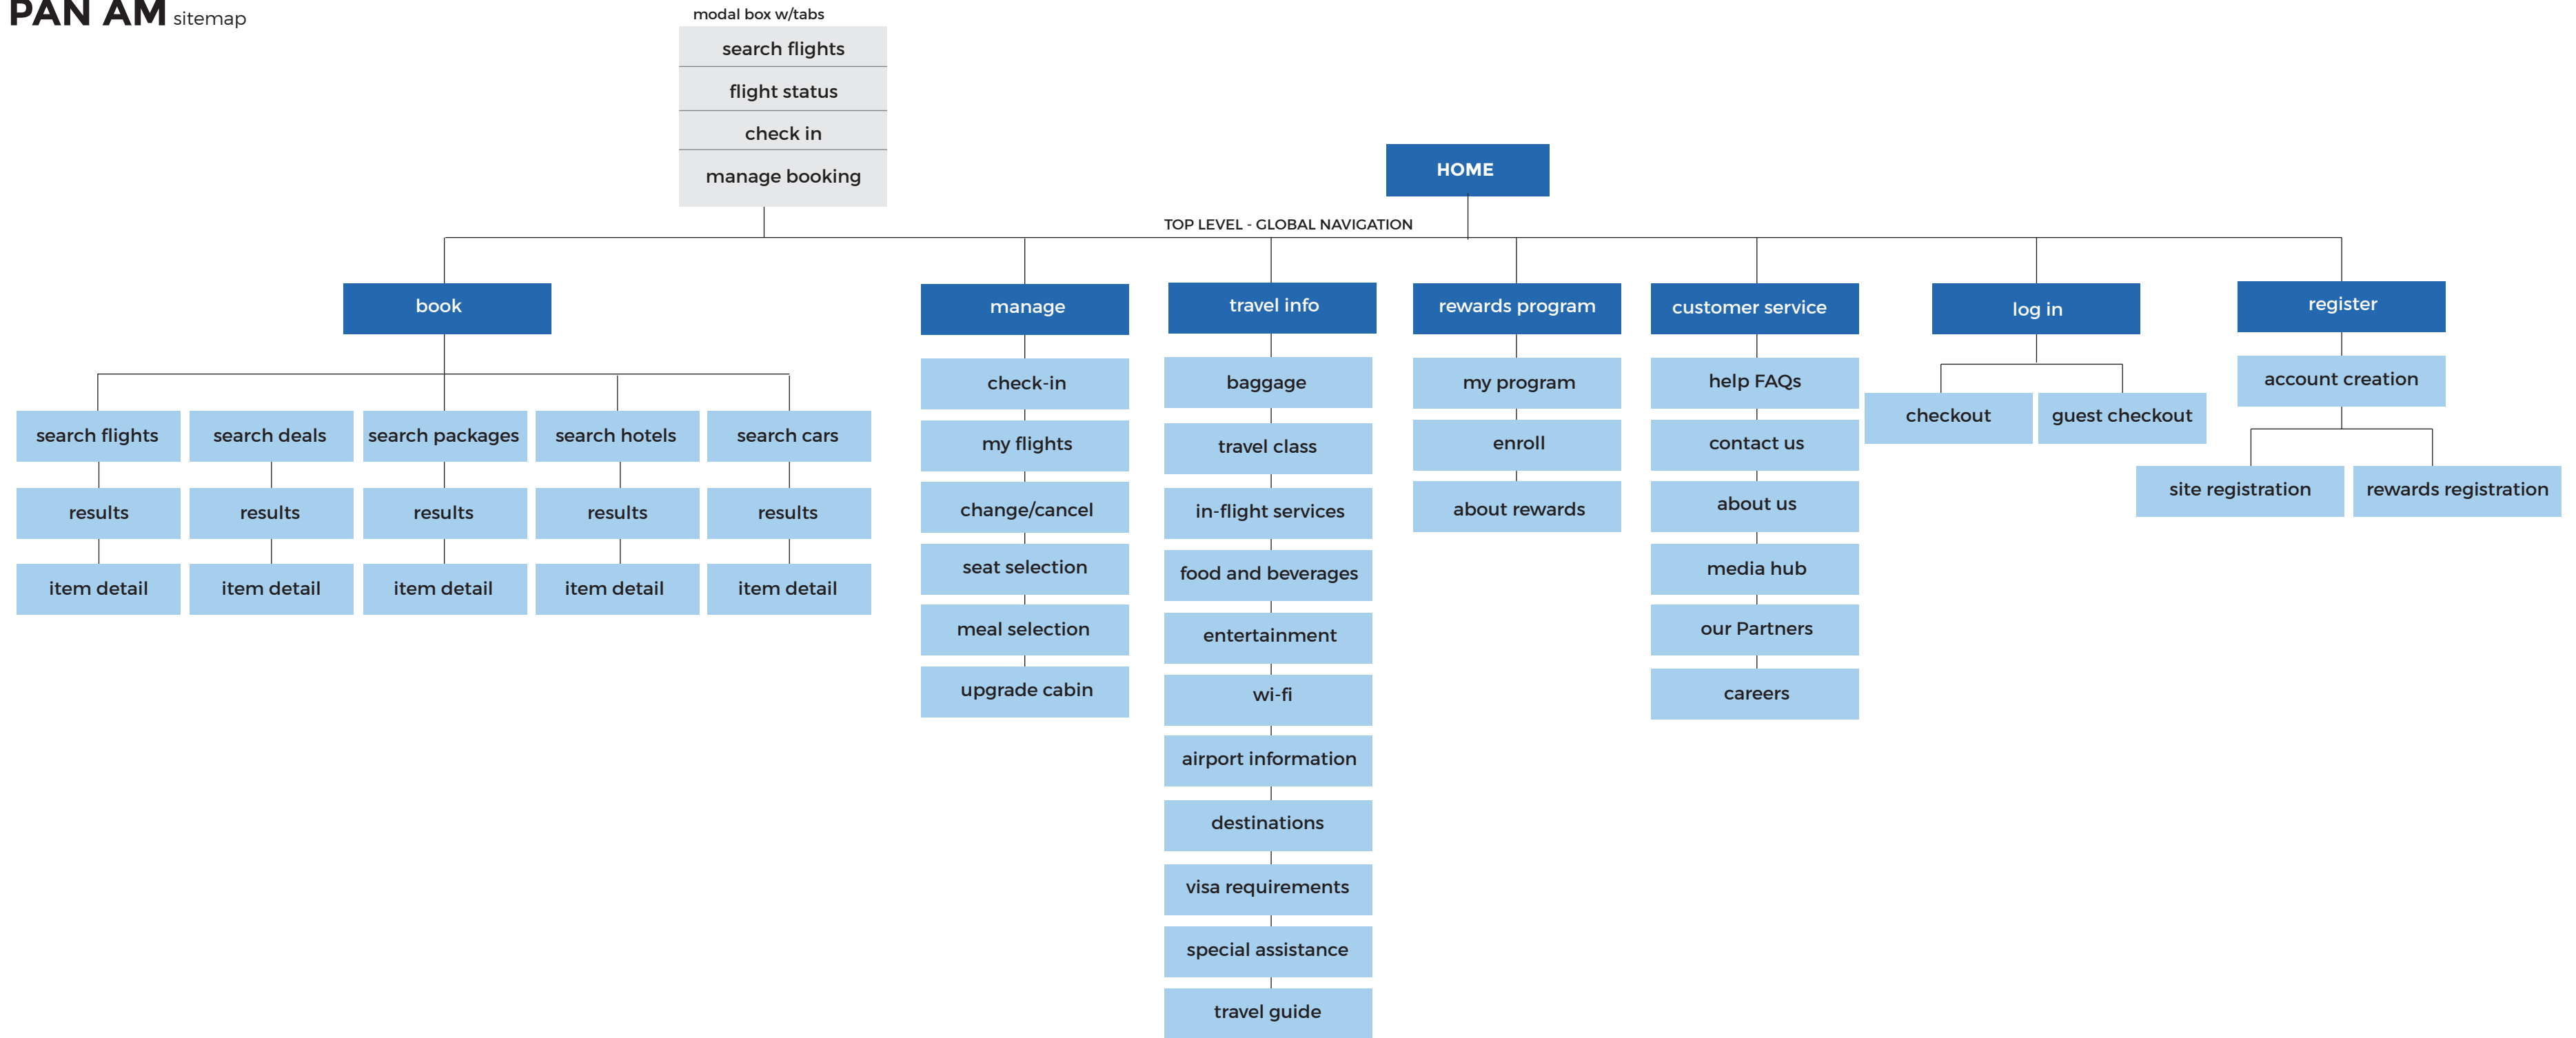 PAN AM sitemap
modal box w/tabs
search flights
flight status
check in
manage booking
HOME
TOP LEVEL - GLOBAL NAVIGATION
book
search flights
results
item detail
search deals
results
item detail
search packages
results
item detail
search hotels
results
item detail
search cars
results
item detail
manage
check-in
my flights
change/cancel
seat selection
meal selection
upgrade cabin
travel info
baggage
travel class
in-flight services
food and beverages
entertainment
wi-fi
airport information
destinations
visa requirements
special assistance
travel guide
rewards program
my program
enroll
about rewards
customer service
help FAQs
contact us
about us
media hub
our Partners
careers
log in
checkout
guest checkout
register
account creation
site registration
rewards registration